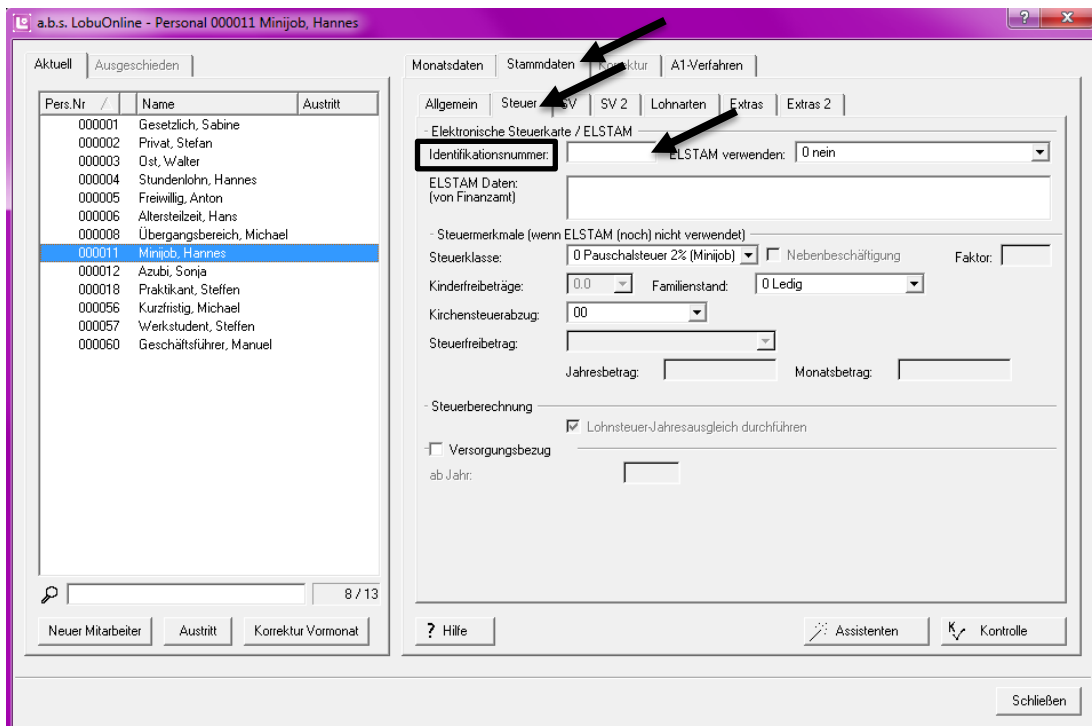 a.b.s. LobuOnline - Personal 000011 Minijob, Hannes
Aktuell Ausgeschieden
Pers.Nr Name Austritt
000001 Gesetzlich, Sabine
000002 Privat, Stefan
000003 Ost, Walter
000004 Stundenlohn, Hannes
000005 Freiwillig, Anton
000006 Altersteilzeit, Hans
000008 Übergangsbereich, Michael
000011 Minijob, Hannes
000012 Azubi, Sonja
000018 Praktikant, Steffen
000056 Kurzfristig, Michael
000057 Werkstudent, Steffen
000060 Geschäftsführer, Manuel
8 / 13
Neuer Mitarbeiter Austritt Korrektur Vormonat
Monatsdaten Stammdaten Korrektur A1-Verfahren
Allgemein Steuer SV SV 2 Lohnarten Extras Extras 2
Elektronische Steuerkarte / ELSTAM
Identifikationsnummer: ELSTAM verwenden: 0 nein
ELSTAM Daten:
(von Finanzamt)
Steuermerkmale (wenn ELSTAM (noch) nicht verwendet)
Steuerklasse: 0 Pauschalsteuer 2% (Minijob) Nebenbeschäftigung Faktor:
Kinderfreibeträge: 0.0 Familienstand: 0 Ledig
Kirchensteuerabzug: 00
Steuerfreibetrag:
Jahresbetrag: Monatsbetrag:
Steuerberechnung
Lohnsteuer-Jahresausgleich durchführen
Versorgungsbezug
ab Jahr:
? Hilfe Assistenten Kontrolle
Schließen